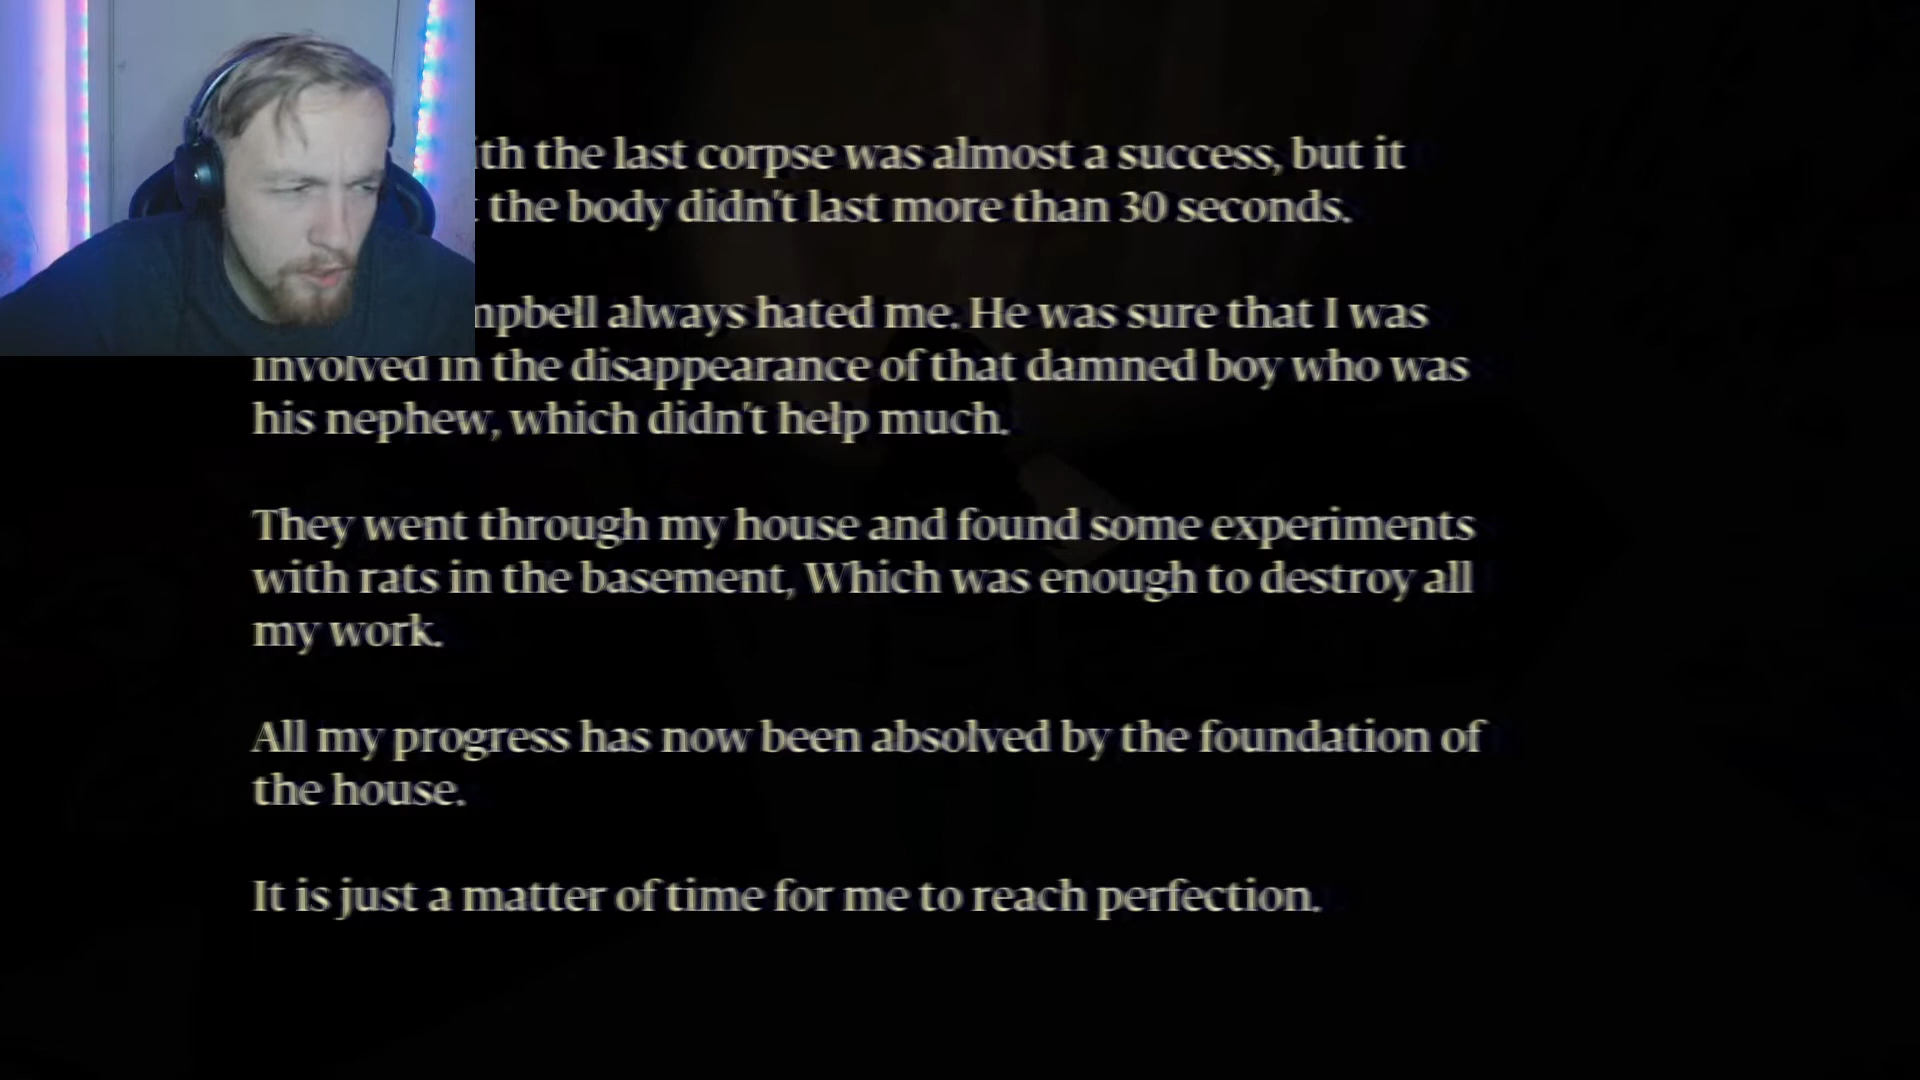 the last corpse was almost a success, but it
the body didn't last more than 30 seconds.
always hated me. He was sure that I was
involved in the disappearance of that damned boy who was
his nephew, which didn't help much.
They went through my house and found some experiments
with rats in the basement, Which was enough to destroy all
my work.
All my progress has now been absolved by the foundation of
the house.
It is just a matter of time for me to reach perfection.